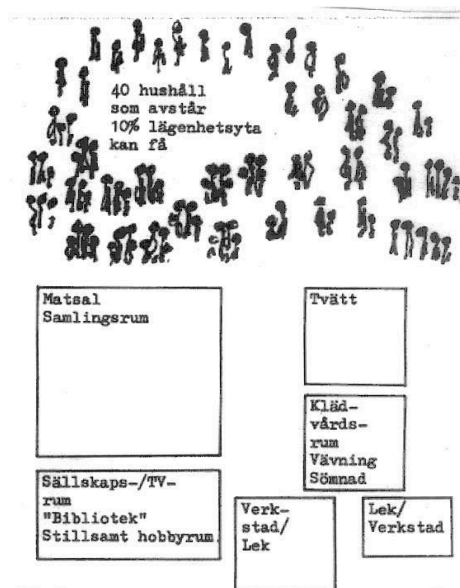 40 hushåll
som avstår
10% lägenhetsyta
kan få
Matsal
Samlingsrum
Tvätt
Kläd-
vårds-
rum
Vävning
Sömnad
Sällskaps-/TV-
rum
"Bibliotek"
Stillsamt hobbyrum
Verk-
stad/
Lek
Lek/
Verkstad